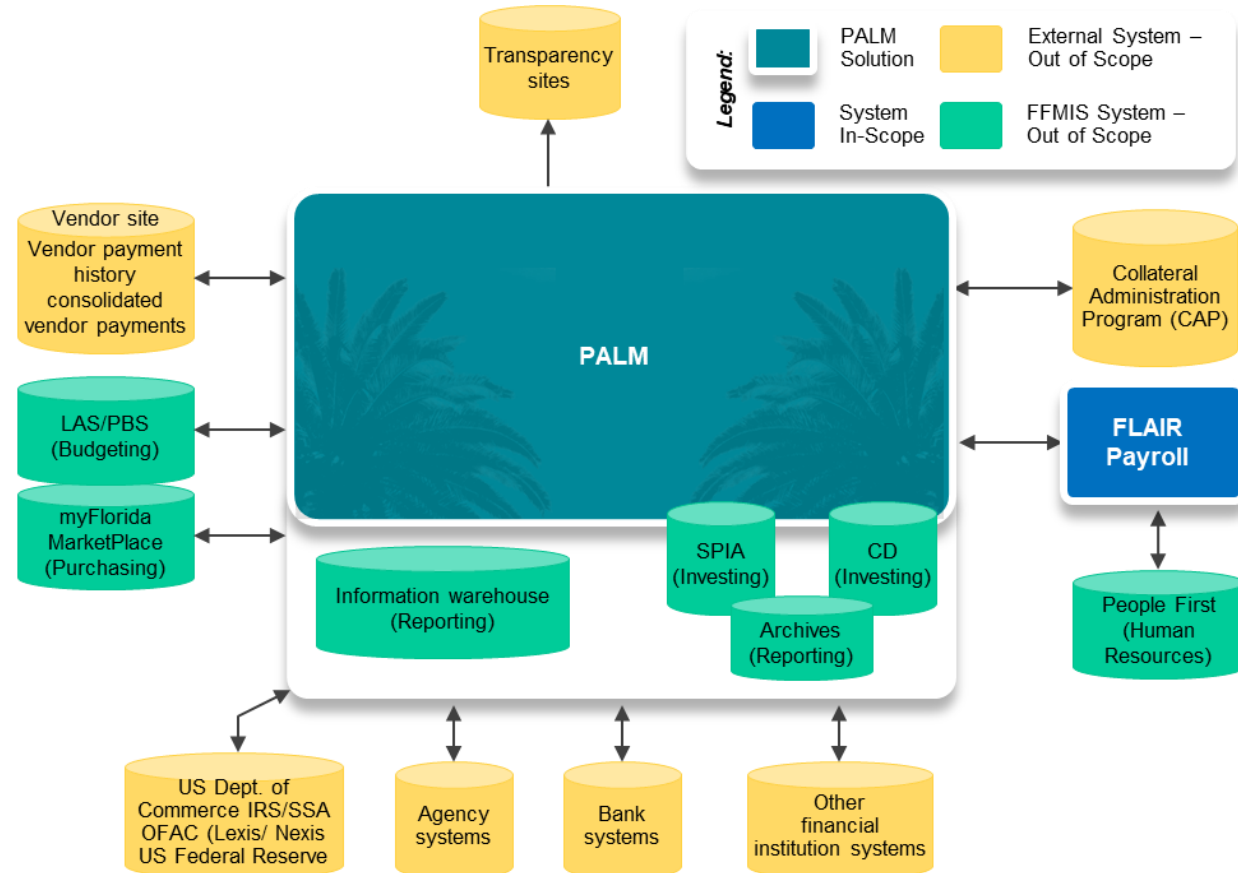 Transparency
sites
Legend:
PALM
Solution
External System –
Out of Scope
System
In-Scope
FFMIS System –
Out of Scope
Vendor site
Vendor payment
history
consolidated
vendor payments
PALM
Collateral
Administration
Program (CAP)
LAS/PBS
(Budgeting)
FLAIR
Payroll
myFlorida
MarketPlace
(Purchasing)
Information warehouse
(Reporting)
SPIA
(Investing)
CD
(Investing)
Archives
(Reporting)
People First
(Human
Resources)
US Dept. of
Commerce IRS/SSA
OFAC (Lexis/ Nexis
US Federal Reserve
Agency
systems
Bank
systems
Other
financial
institution systems